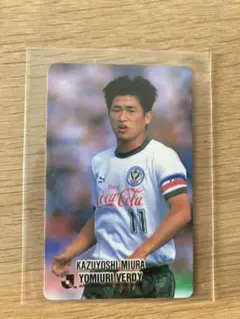 Coca-Cola
11
KAZUYOSHI MIURA
YOMIURI VERDY